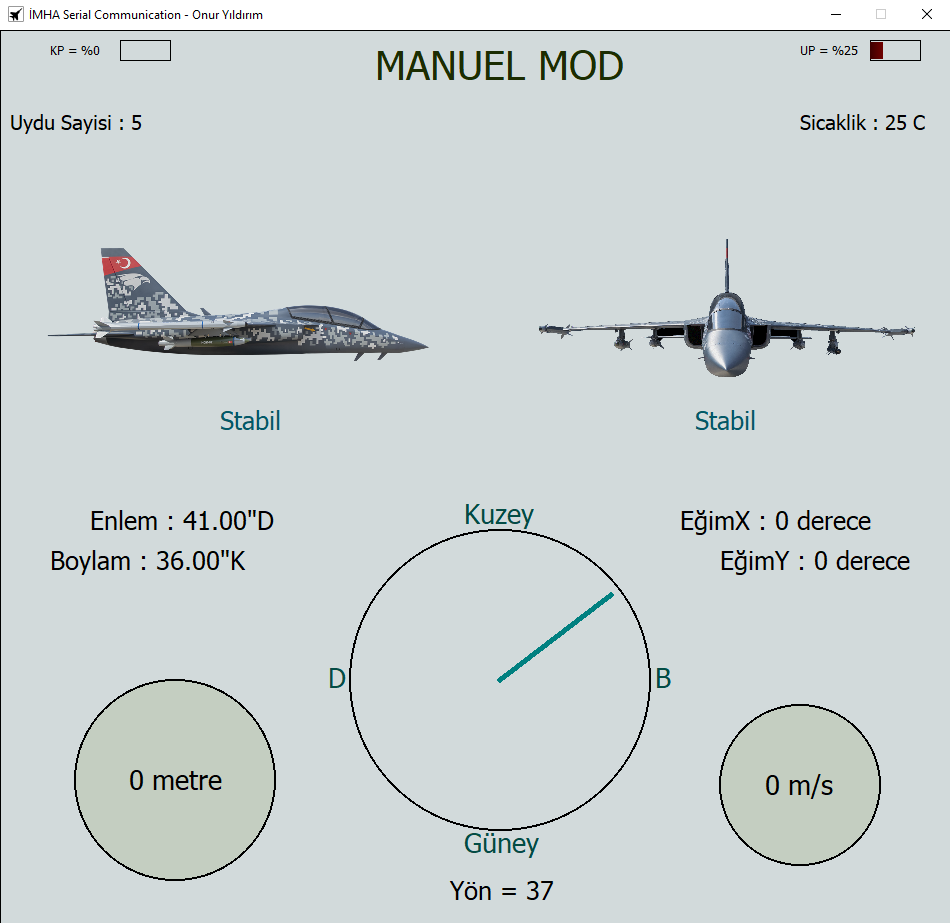 İMHA Serial Communication - Onur Yıldırım
KP = %0
UP = %25
MANUEL MOD
Uydu Sayisi : 5
Sicaklik : 25 C
Stabil
Stabil
Enlem : 41.00"D
Boylam : 36.00"K
Kuzey
EğimX : 0 derece
EğimY : 0 derece
D
B
0 metre
0 m/s
Güney
Yön = 37